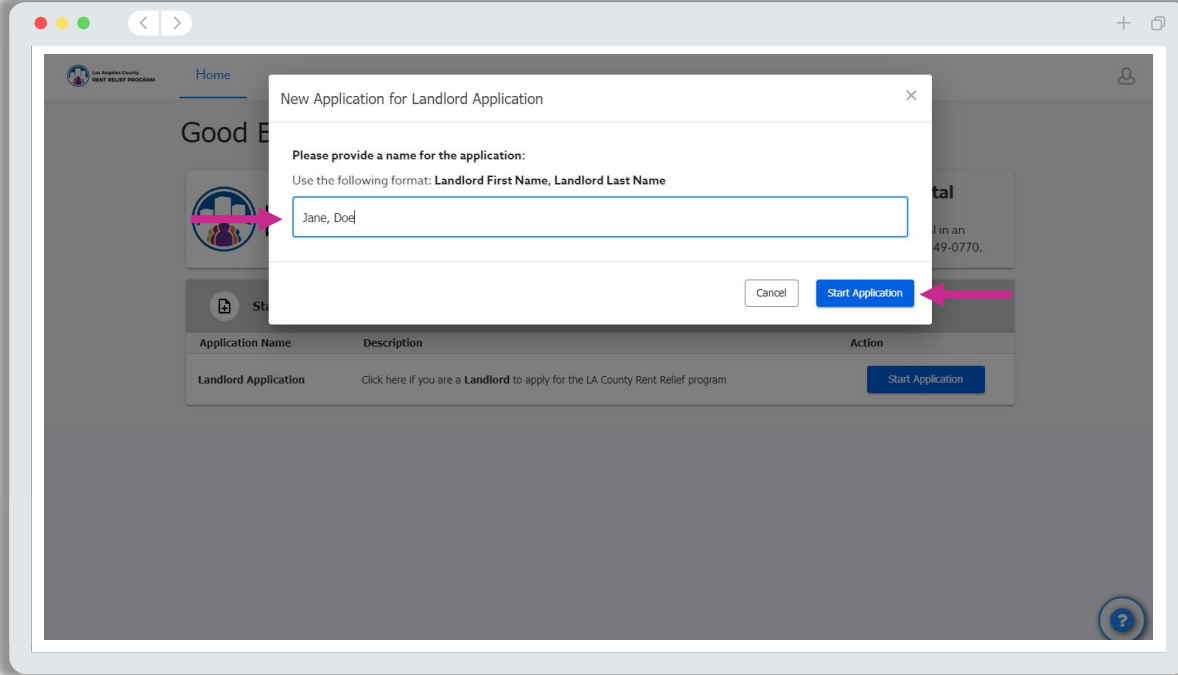 Los Angeles County
RENT RELIEF PROGRAM
Home
New Application for Landlord Application
Good
Please provide a name for the application:
Use the following format: Landlord First Name, Landlord Last Name
Jane, Doe
tal
in an
49-0770.
Cancel
Start Application
Sta
Application Name
Description
Action
Landlord Application
Click here if you are a Landlord to apply for the LA County Rent Relief program
Start Application
?